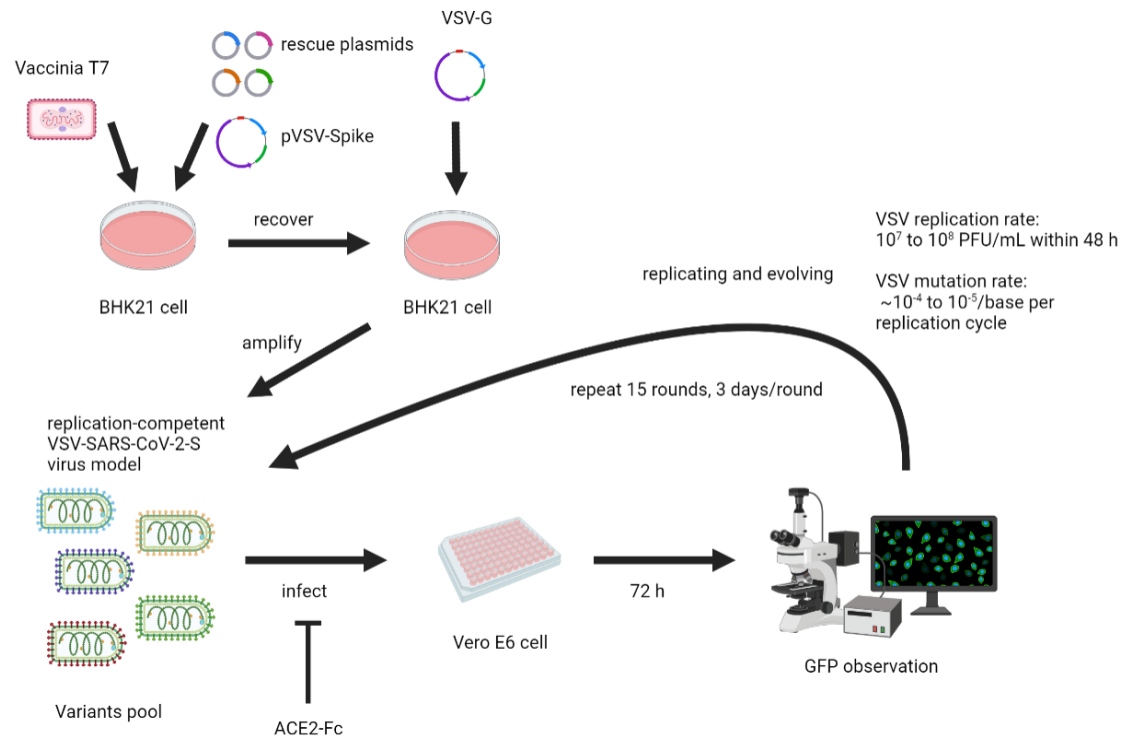 VSV-G
rescue plasmids
Vaccinia T7
pVSV-Spike
recover
BHK21 cell
BHK21 cell
VSV replication rate:
10⁷ to 10⁸ PFU/mL within 48 h
replicating and evolving
VSV mutation rate:
~10⁻⁴ to 10⁻⁵/base per
replication cycle
amplify
repeat 15 rounds, 3 days/round
replication-competent
VSV-SARS-CoV-2-S
virus model
infect
72 h
Vero E6 cell
GFP observation
Variants pool
ACE2-Fc